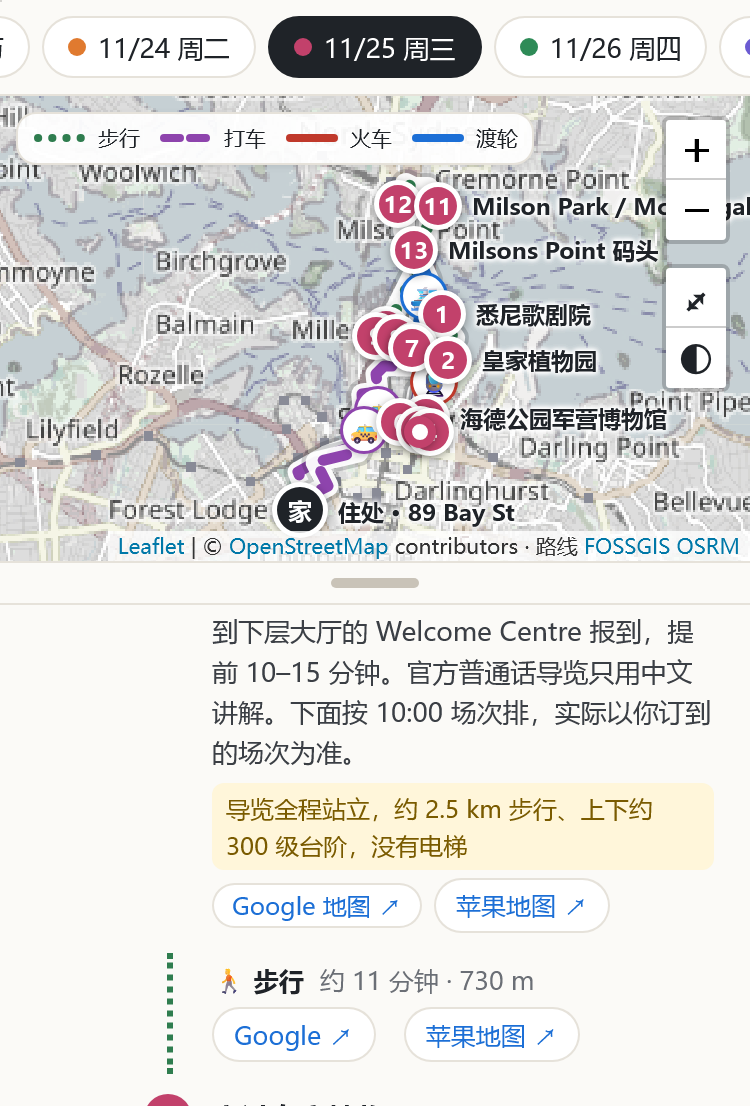 11/24 周二
11/25 周三
11/26 周四
步行
打车
火车
渡轮
Woolwich
Cremorne Point
12
11
Milson Park / Mc
13
Milsons Point 码头
Birchgrove
1
悉尼歌剧院
Balmain
7
2
皇家植物园
Rozelle
海德公园军营博物馆
Lilyfield
Darling Point
Darlinghurst
Forest Lodge
家
住处・89 Bay St
Leaflet | © OpenStreetMap contributors · 路线 FOSSGIS OSRM
到下层大厅的 Welcome Centre 报到，提
前 10–15 分钟。官方普通话导览只用中文
讲解。下面按 10:00 场次排，实际以你订到
的场次为准。
导览全程站立，约 2.5 km 步行、上下约
300 级台阶，没有电梯
Google 地图 ↗
苹果地图 ↗
步行 约 11 分钟 · 730 m
Google ↗
苹果地图 ↗